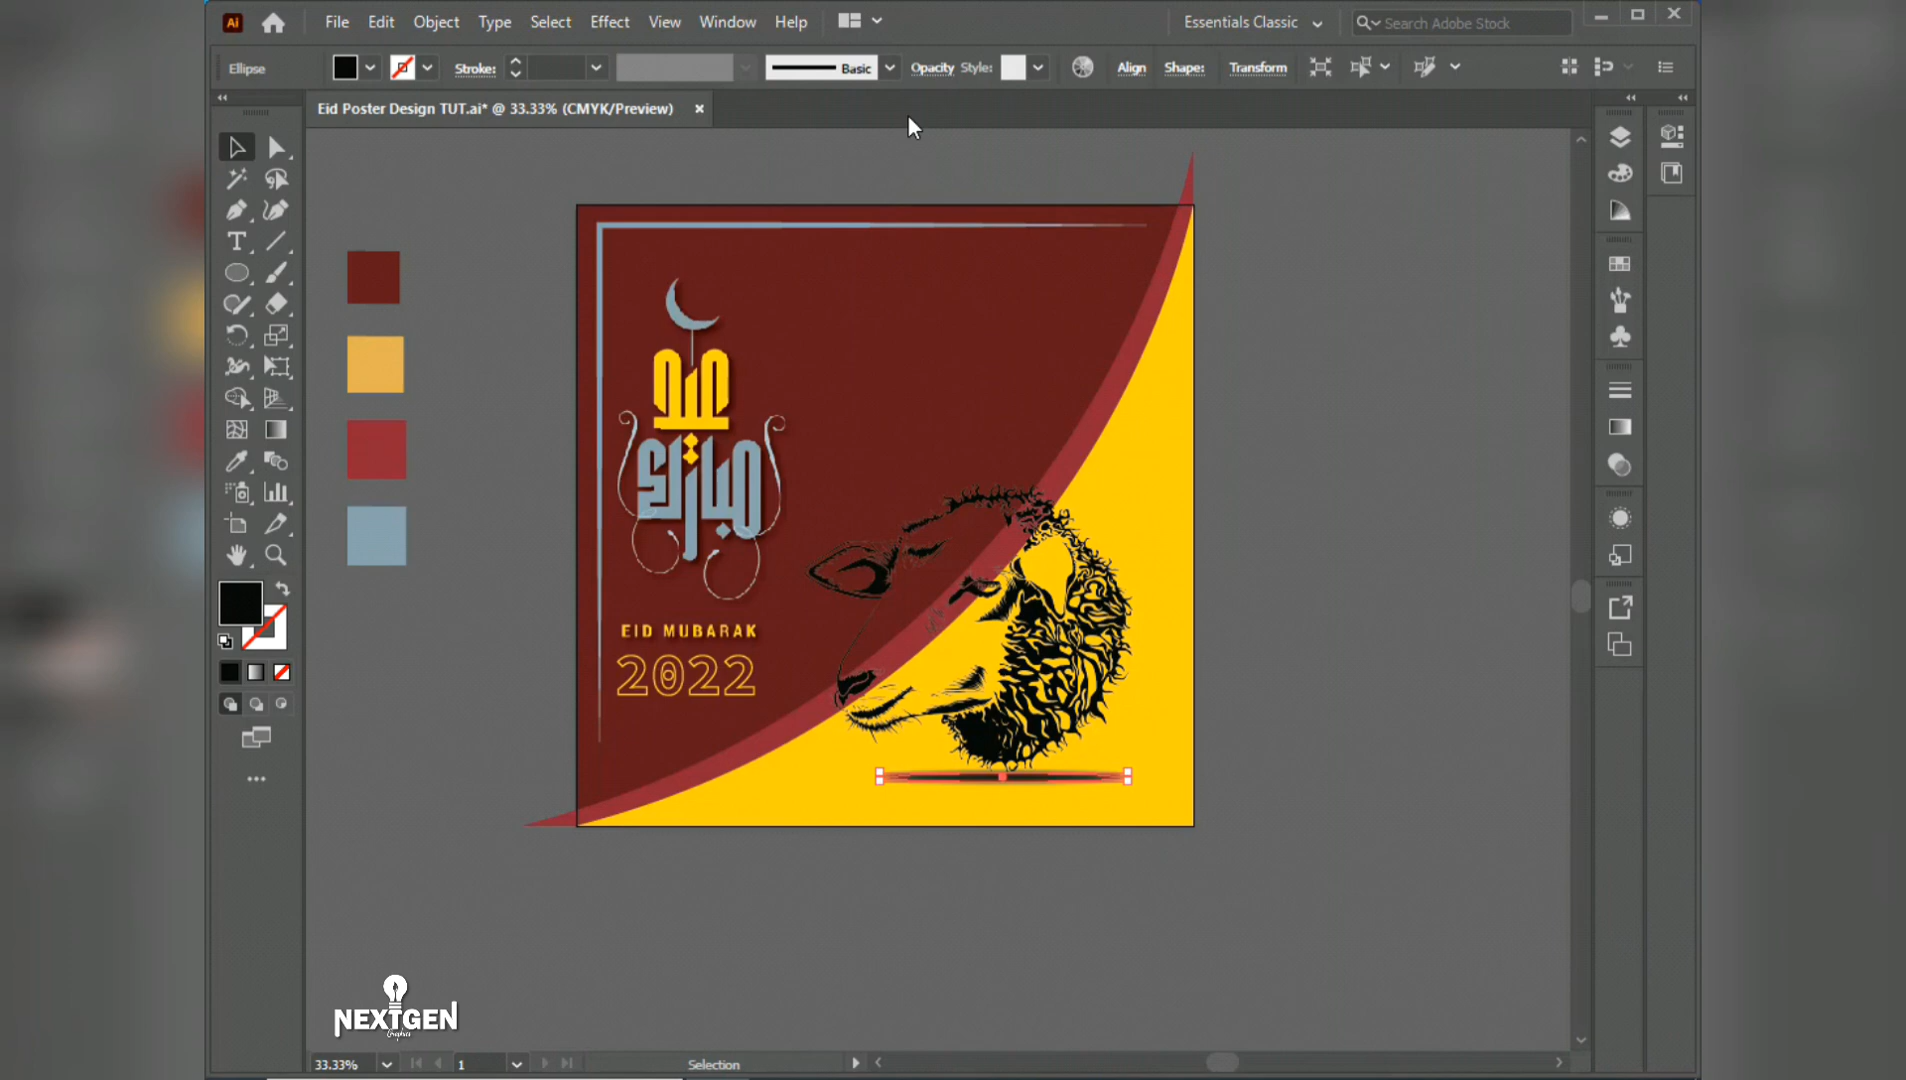 Ai File Edit Object Type Select Effect View Window Help Essentials Classic Search Adobe Stock
Ellipse Stroke: Basic Opacity Style: Align Shape: Transform
Eid Poster Design TUT.ai* @ 33.33% (CMYK/Preview) ×
عيد
مبارك
EID MUBARAK
2022
NEXTGEN
Graphics
33.33% 1 Selection